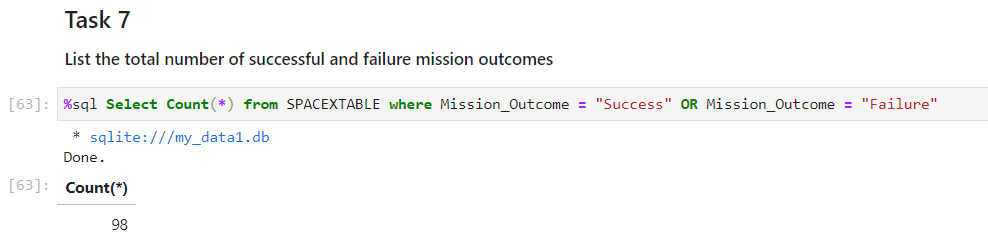 Task 7
List the total number of successful and failure mission outcomes
[63]: %sql Select Count(*) from SPACEXTABLE where Mission_Outcome = "Success" OR Mission_Outcome = "Failure"
* sqlite:///my_data1.db
Done.
[63]: Count(*)
98